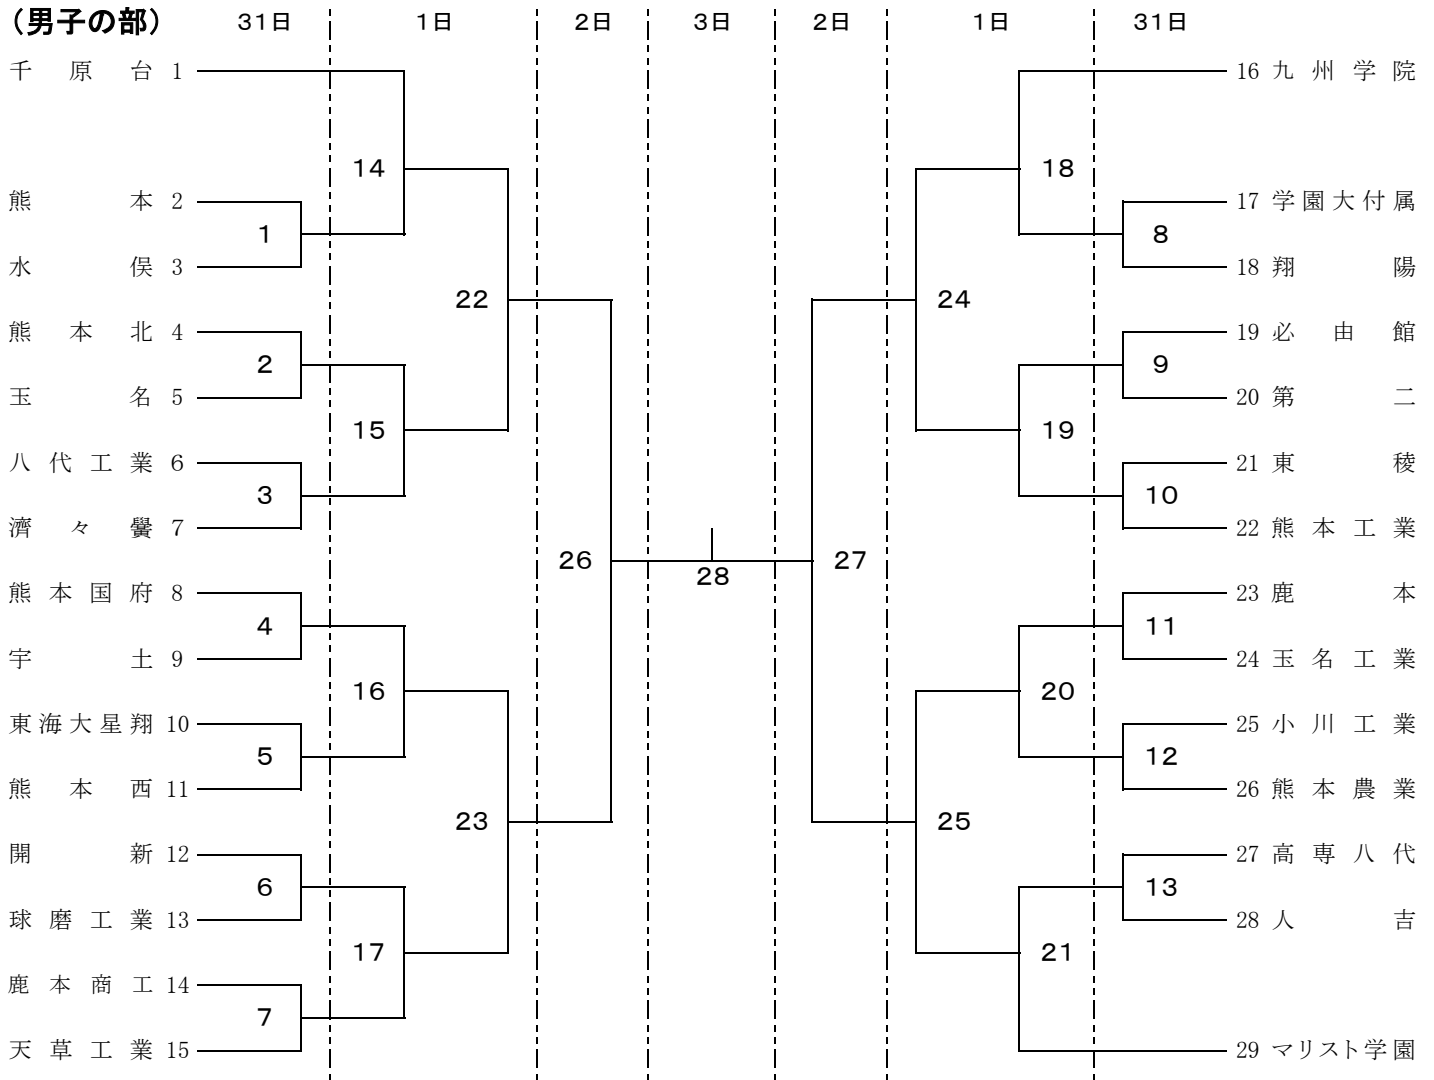 (男子の部) 31日 1日 2日 3日 2日 1日 31日
千原台 1 16 九州学院
14 18
熊本 2 17 学園大付属
1 8
水俣 3 18 翔陽
22 24
熊本北 4 19 必由館
2 9
玉名 5 20 第二
15 19
八代工業 6 21 東稜
3 10
濟々黌 7 22 熊本工業
26 27
28
熊本国府 8 23 鹿本
4 11
宇土 9 24 玉名工業
16 20
東海大星翔 10 25 小川工業
5 12
熊本西 11 26 熊本農業
23 25
開新 12 27 高専八代
6 13
球磨工業 13 28 人吉
17 21
鹿本商工 14
7
天草工業 15 29 マリスト学園